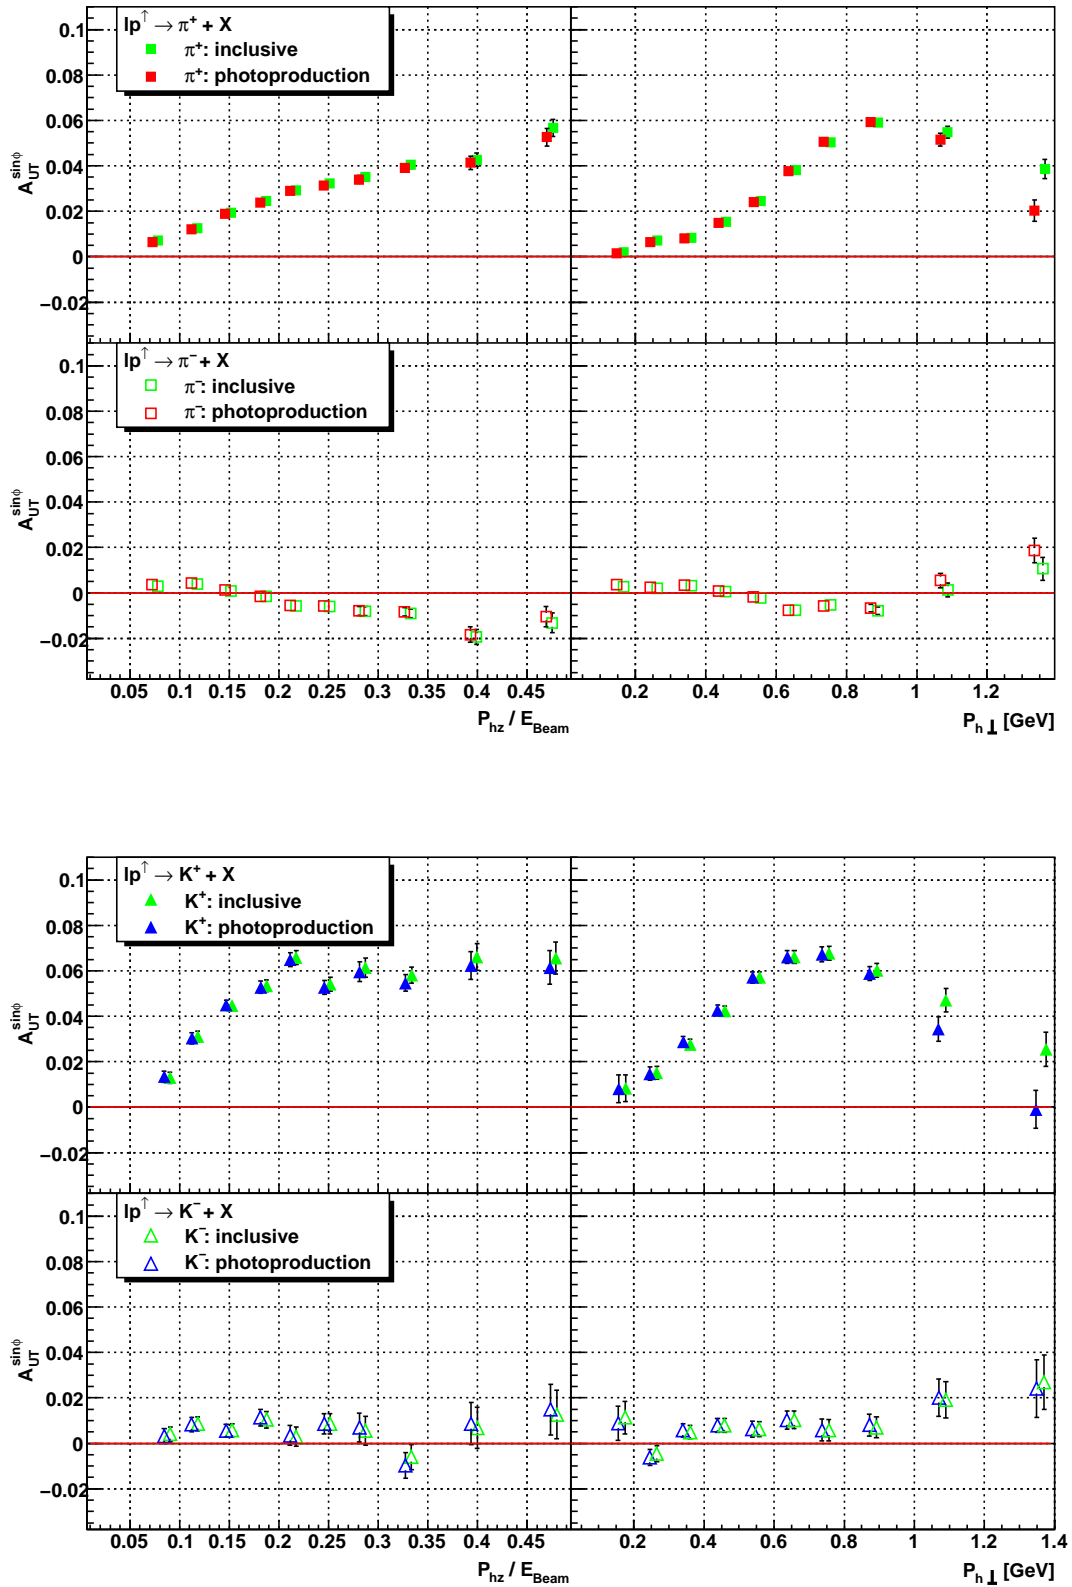 lp↑ → π⁺ + X
π⁺: inclusive
π⁺: photoproduction
0.1
0.08
0.06
0.04
0.02
0
−0.02
A_UT^sinϕ
lp↑ → π⁻ + X
π⁻: inclusive
π⁻: photoproduction
0.1
0.08
0.06
0.04
0.02
0
−0.02
A_UT^sinϕ
0.05 0.1 0.15 0.2 0.25 0.3 0.35 0.4 0.45 0.2 0.4 0.6 0.8 1 1.2
P_hz / E_Beam P_h⊥ [GeV]
lp↑ → K⁺ + X
K⁺: inclusive
K⁺: photoproduction
0.1
0.08
0.06
0.04
0.02
0
−0.02
A_UT^sinϕ
lp↑ → K⁻ + X
K⁻: inclusive
K⁻: photoproduction
0.1
0.08
0.06
0.04
0.02
0
−0.02
A_UT^sinϕ
0.05 0.1 0.15 0.2 0.25 0.3 0.35 0.4 0.45 0.2 0.4 0.6 0.8 1 1.2 1.4
P_hz / E_Beam P_h⊥ [GeV]